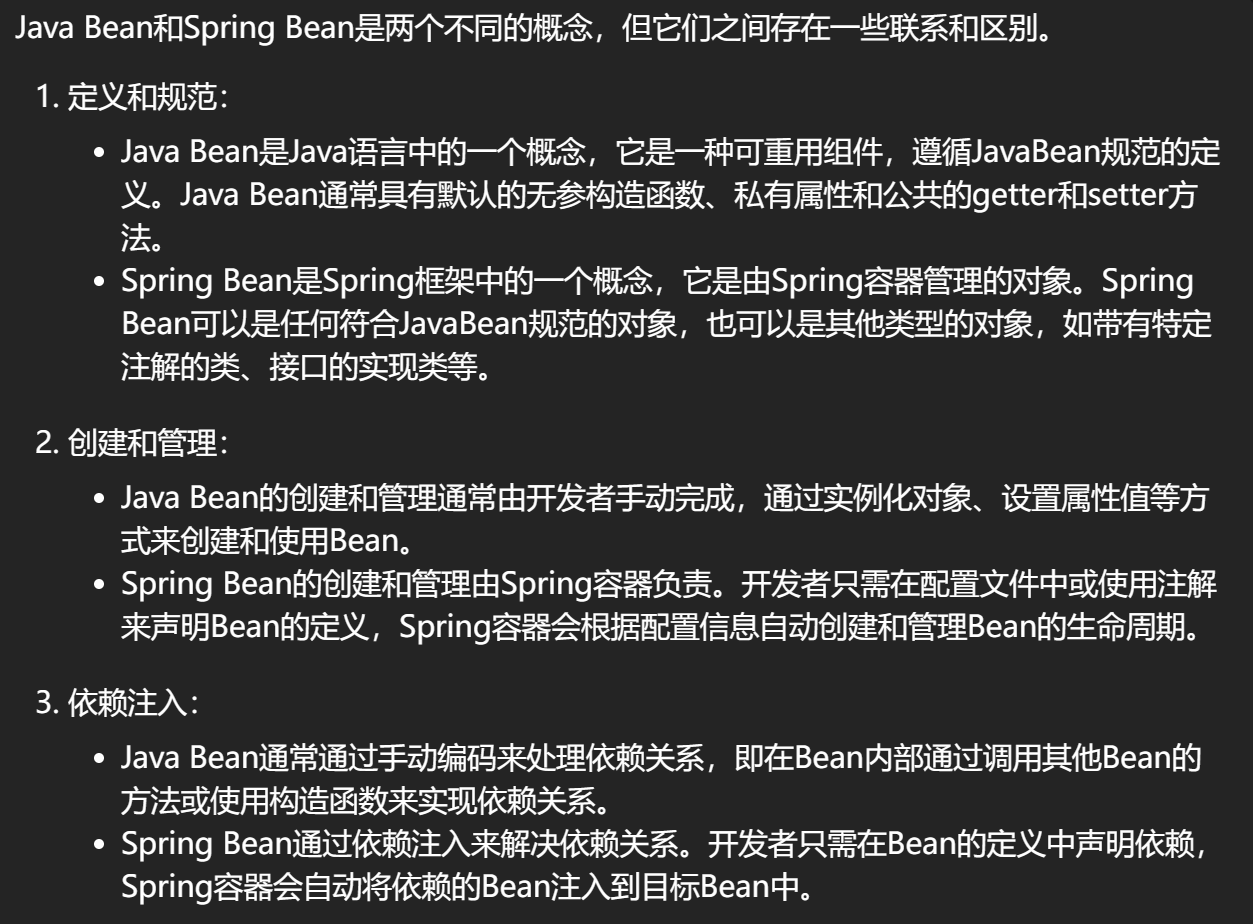 Java Bean和Spring Bean是两个不同的概念，但它们之间存在一些联系和区别。
1. 定义和规范：
• Java Bean是Java语言中的一个概念，它是一种可重用组件，遵循JavaBean规范的定
义。Java Bean通常具有默认的无参构造函数、私有属性和公共的getter和setter方
法。
• Spring Bean是Spring框架中的一个概念，它是由Spring容器管理的对象。Spring
Bean可以是任何符合JavaBean规范的对象，也可以是其他类型的对象，如带有特定
注解的类、接口的实现类等。
2. 创建和管理：
• Java Bean的创建和管理通常由开发者手动完成，通过实例化对象、设置属性值等方
式来创建和使用Bean。
• Spring Bean的创建和管理由Spring容器负责。开发者只需在配置文件中或使用注解
来声明Bean的定义，Spring容器会根据配置信息自动创建和管理Bean的生命周期。
3. 依赖注入：
• Java Bean通常通过手动编码来处理依赖关系，即在Bean内部通过调用其他Bean的
方法或使用构造函数来实现依赖关系。
• Spring Bean通过依赖注入来解决依赖关系。开发者只需在Bean的定义中声明依赖，
Spring容器会自动将依赖的Bean注入到目标Bean中。